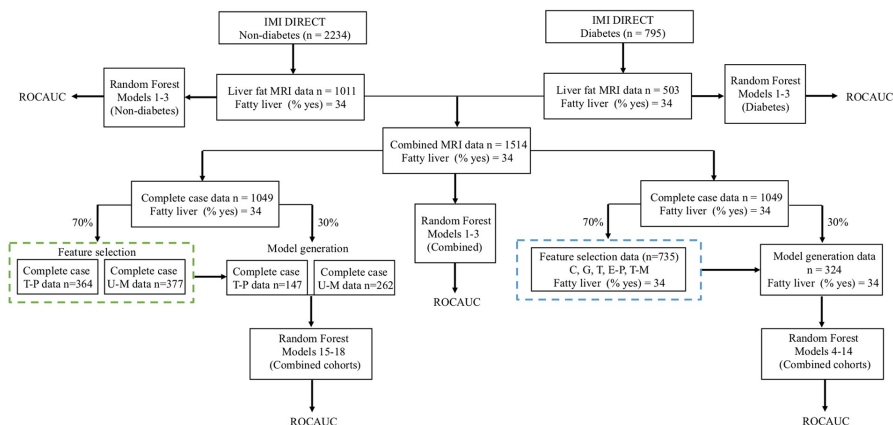 IMI DIRECT
Non-diabetes (n = 2234)
IMI DIRECT
Diabetes (n = 795)
ROCAUC
Random Forest
Models 1-3
(Non-diabetes)
Liver fat MRI data n = 1011
Fatty liver (% yes) = 34
Liver fat MRI data n = 503
Fatty liver (% yes) = 34
Random Forest
Models 1-3
(Diabetes)
ROCAUC
Combined MRI data n = 1514
Fatty liver (% yes) = 34
Complete case data n =1049
Fatty liver (% yes) = 34
Complete case data n =1049
Fatty liver (% yes) = 34
70%
30%
Random Forest
Models 1-3
(Combined)
70%
30%
Feature selection
Complete case
T-P data n=364
Complete case
U-M data n=377
Model generation
Complete case
T-P data n=147
Complete case
U-M data n=262
Feature selection data (n=735)
C, G, T, E-P, T-M
Fatty liver (% yes) = 34
Model generation data
n = 324
Fatty liver (% yes) = 34
ROCAUC
Random Forest
Models 15-18
(Combined cohorts)
Random Forest
Models 4-14
(Combined cohorts)
ROCAUC
ROCAUC